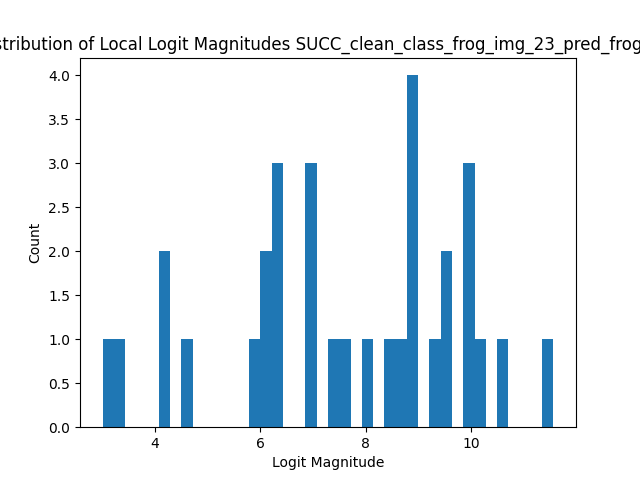 stribution of Local Logit Magnitudes SUCC_clean_class_frog_img_23_pred_frog
4.0
3.5
3.0
2.5
2.0
1.5
1.0
0.5
0.0
Count
4 6 8 10
Logit Magnitude